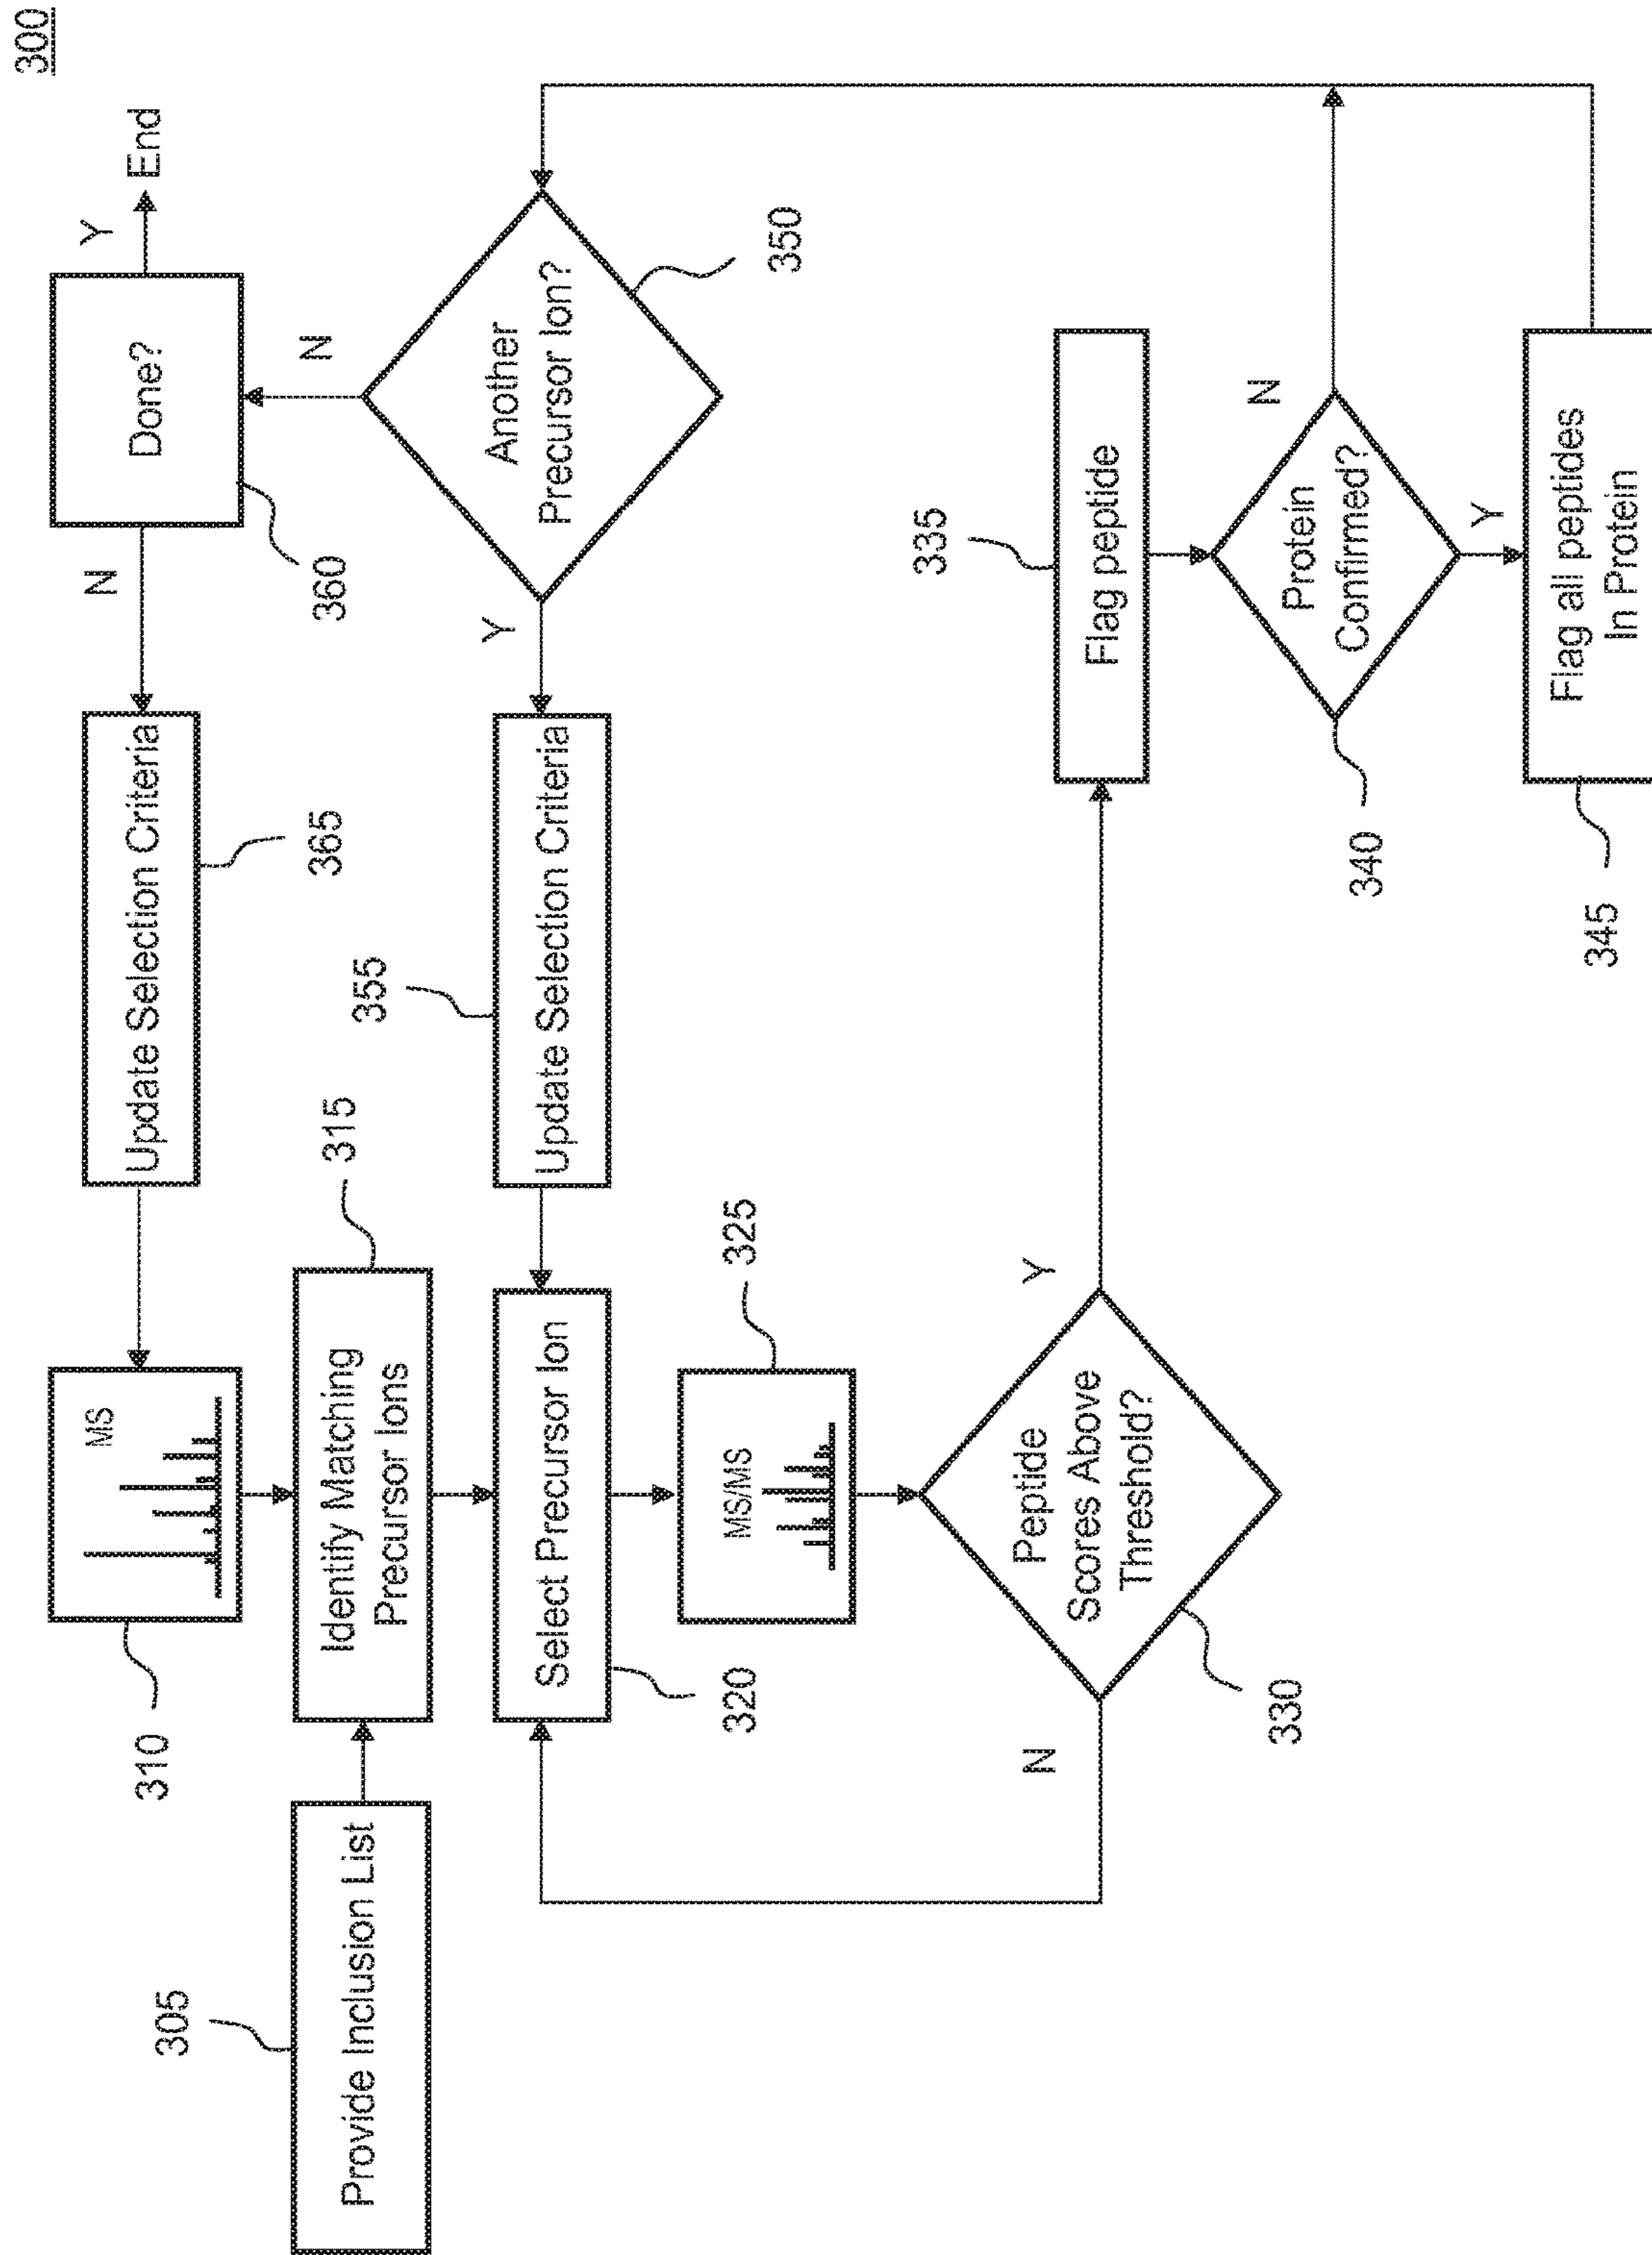 300
MS
310
Update Selection Criteria
365
N
Done?
360
Y
End
Provide Inclusion List
305
Identify Matching
Precursor Ions
315
Select Precursor Ion
320
Update Selection Criteria
355
Y
Another
Precursor Ion?
350
N
MS/MS
325
Peptide
Scores Above
Threshold?
330
N
Y
Flag peptide
335
Protein
Confirmed?
340
N
Y
Flag all peptides
In Protein
345